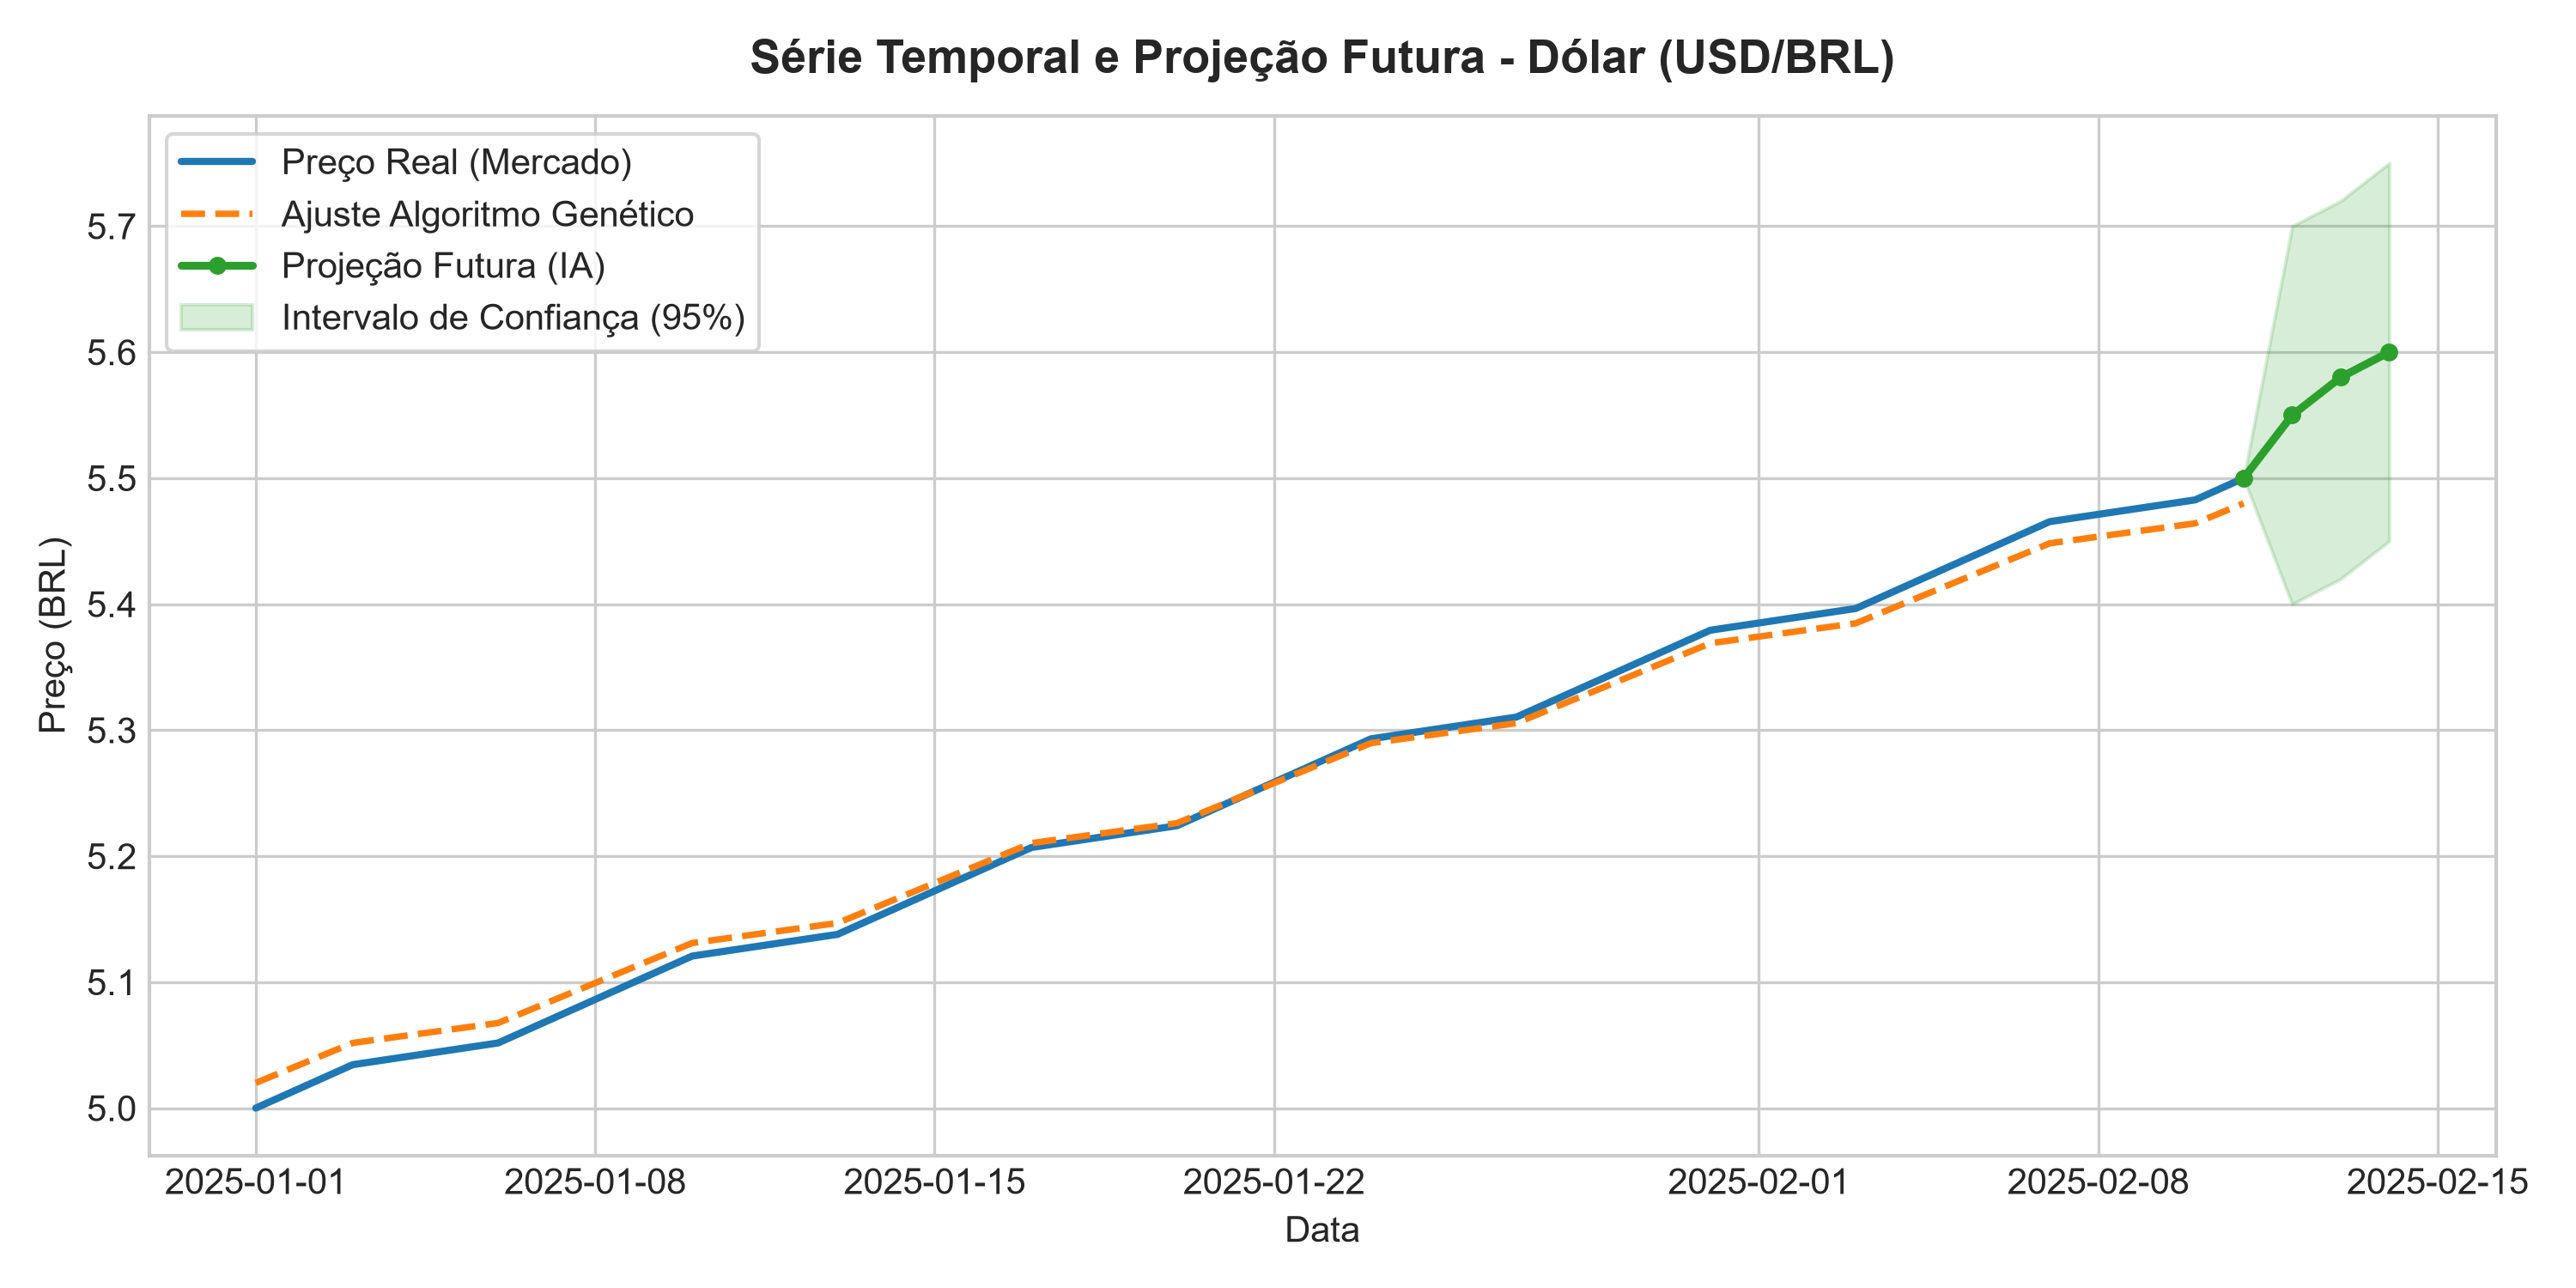 Série Temporal e Projeção Futura - Dólar (USD/BRL)
Preço Real (Mercado)
Ajuste Algoritmo Genético
Projeção Futura (IA)
Intervalo de Confiança (95%)
Preço (BRL)
5.7
5.6
5.5
5.4
5.3
5.2
5.1
5.0
2025-01-01 2025-01-08 2025-01-15 2025-01-22 2025-02-01 2025-02-08 2025-02-15
Data